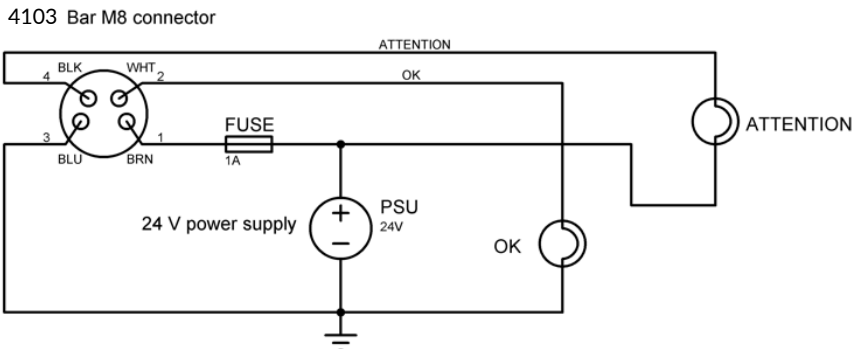 4103 Bar M8 connector
ATTENTION
BLK
WHT
4
2
OK
FUSE
ATTENTION
3
1
BLU
BRN
1A
+
PSU
24 V power supply
24V
−
OK